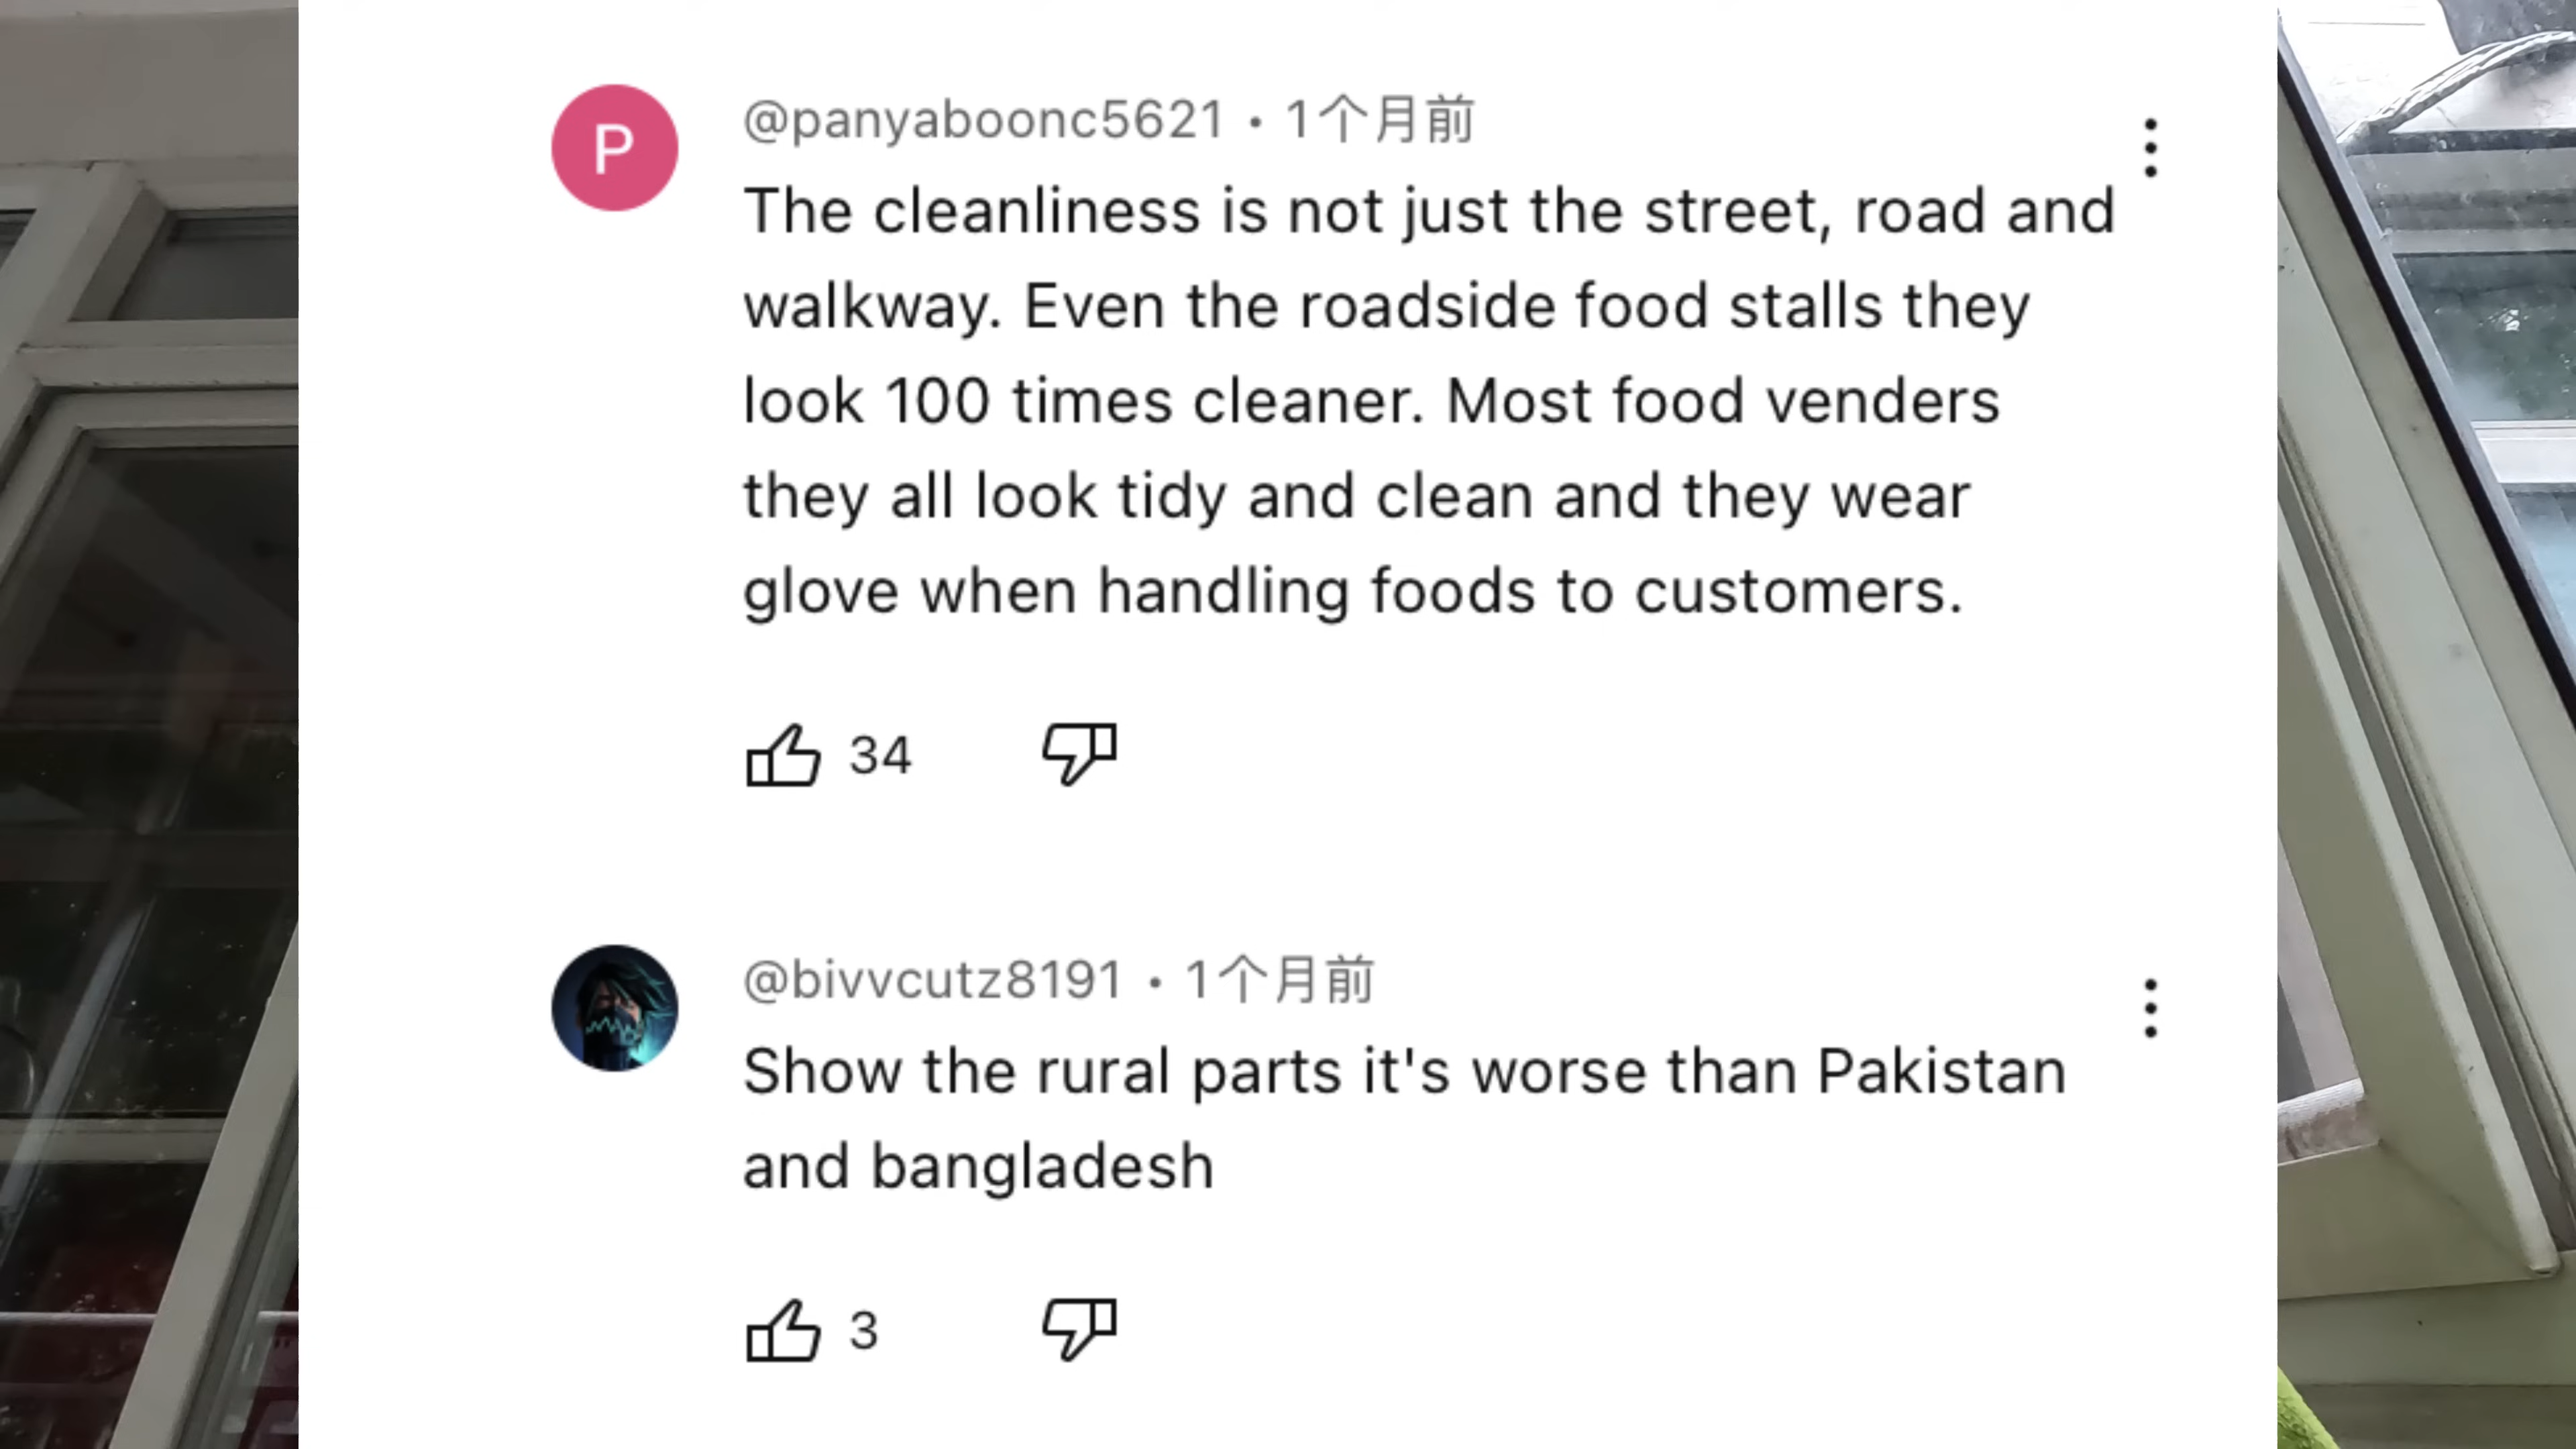 P
@panyaboonc5621 • 1个月前
The cleanliness is not just the street, road and
walkway. Even the roadside food stalls they
look 100 times cleaner. Most food venders
they all look tidy and clean and they wear
glove when handling foods to customers.
34
@bivvcutz8191 • 1个月前
Show the rural parts it's worse than Pakistan
and bangladesh
3